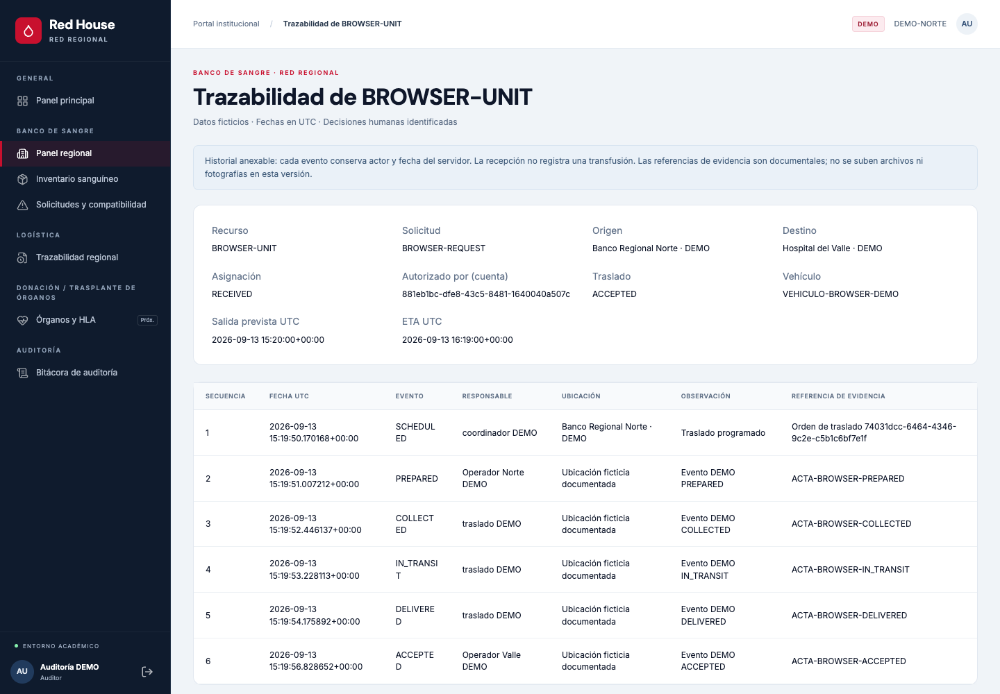 Red House
RED REGIONAL
GENERAL
Panel principal
BANCO DE SANGRE
Panel regional
Inventario sanguíneo
Solicitudes y compatibilidad
LOGÍSTICA
Trazabilidad regional
DONACIÓN / TRASPLANTE DE
ÓRGANOS
Órganos y HLA
Próx.
AUDITORÍA
Bitácora de auditoría
ENTORNO ACADÉMICO
AU
Auditoría DEMO
Auditor
Portal institucional / Trazabilidad de BROWSER-UNIT
DEMO DEMO-NORTE AU
BANCO DE SANGRE · RED REGIONAL
Trazabilidad de BROWSER-UNIT
Datos ficticios · Fechas en UTC · Decisiones humanas identificadas
Historial anexable: cada evento conserva actor y fecha del servidor. La recepción no registra una transfusión. Las referencias de evidencia son documentales; no se suben archivos ni
fotografías en esta versión.
Recurso Solicitud Origen Destino
BROWSER-UNIT BROWSER-REQUEST Banco Regional Norte · DEMO Hospital del Valle · DEMO
Asignación Autorizado por (cuenta) Traslado Vehículo
RECEIVED 881eb1bc-dfe8-43c5-8481-1640040a507c ACCEPTED VEHICULO-BROWSER-DEMO
Salida prevista UTC ETA UTC
2026-09-13 15:20:00+00:00 2026-09-13 16:19:00+00:00
SECUENCIA FECHA UTC EVENTO RESPONSABLE UBICACIÓN OBSERVACIÓN REFERENCIA DE EVIDENCIA
1 2026-09-13 SCHEDUL coordinador DEMO Banco Regional Norte · Traslado programado Orden de traslado 74031dcc-6464-4346-
15:19:50.170168+00:00 ED DEMO 9c2e-c5b1c6bf7e1f
2 2026-09-13 PREPARED Operador Norte Ubicación ficticia Evento DEMO ACTA-BROWSER-PREPARED
15:19:51.007212+00:00 DEMO documentada PREPARED
3 2026-09-13 COLLECT traslado DEMO Ubicación ficticia Evento DEMO ACTA-BROWSER-COLLECTED
15:19:52.446137+00:00 ED documentada COLLECTED
4 2026-09-13 IN_TRANSI traslado DEMO Ubicación ficticia Evento DEMO ACTA-BROWSER-IN_TRANSIT
15:19:53.228113+00:00 T documentada IN_TRANSIT
5 2026-09-13 DELIVERE traslado DEMO Ubicación ficticia Evento DEMO ACTA-BROWSER-DELIVERED
15:19:54.175892+00:00 D documentada DELIVERED
6 2026-09-13 ACCEPTE Operador Valle Ubicación ficticia Evento DEMO ACTA-BROWSER-ACCEPTED
15:19:56.828652+00:00 D DEMO documentada ACCEPTED